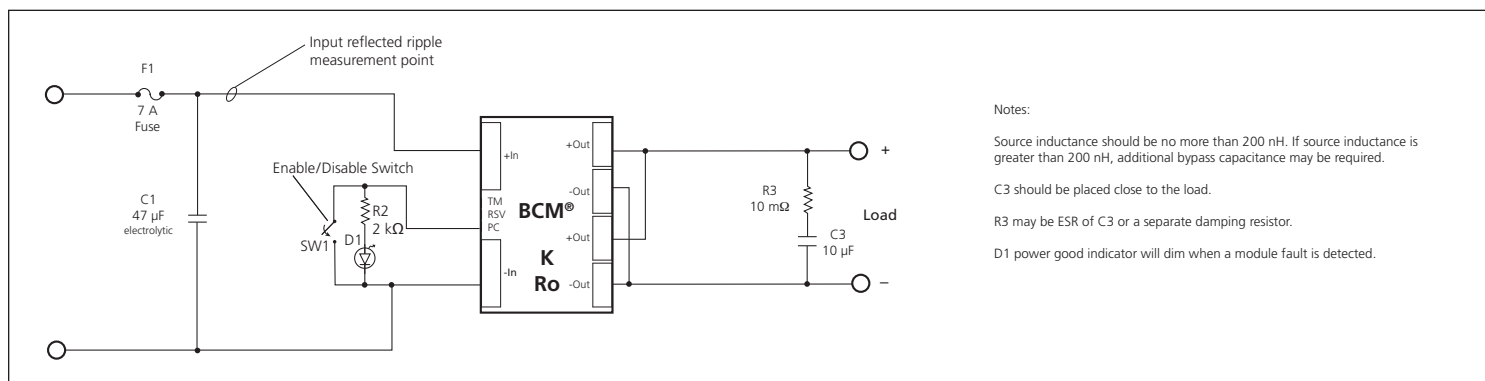 Input reflected ripple
measurement point
F1
7 A
Fuse
C1
47 µF
electrolytic
Enable/Disable Switch
SW1
R2
2 kΩ
D1
+In
TM
RSV
PC
-In
BCM®
K
Ro
+Out
-Out
+Out
-Out
R3
10 mΩ
C3
10 µF
+
Load
–
Notes:
Source inductance should be no more than 200 nH. If source inductance is
greater than 200 nH, additional bypass capacitance may be required.
C3 should be placed close to the load.
R3 may be ESR of C3 or a separate damping resistor.
D1 power good indicator will dim when a module fault is detected.